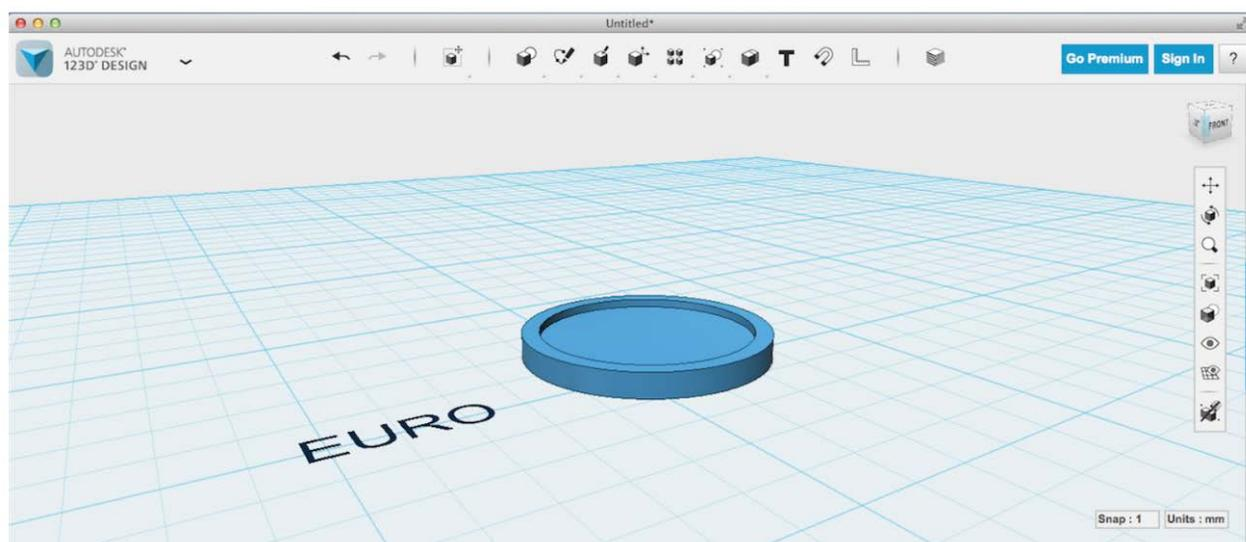 Untitled*
AUTODESK®
123D® DESIGN
T
Go Premium
Sign In
?
FRONT
EURO
Snap : 1
Units : mm